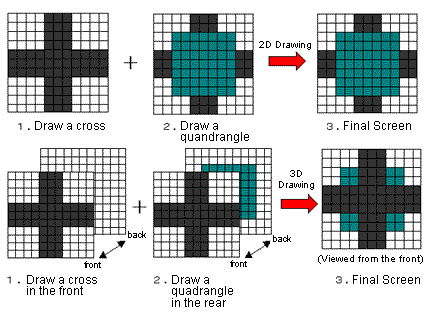 2D Drawing
1. Draw a cross
2. Draw a
quandrangle
3. Final Screen
3D
Drawing
back
front
back
front
(Viewed from the front)
1. Draw a cross
in the front
2. Draw a
quadrangle
in the rear
3. Final Screen